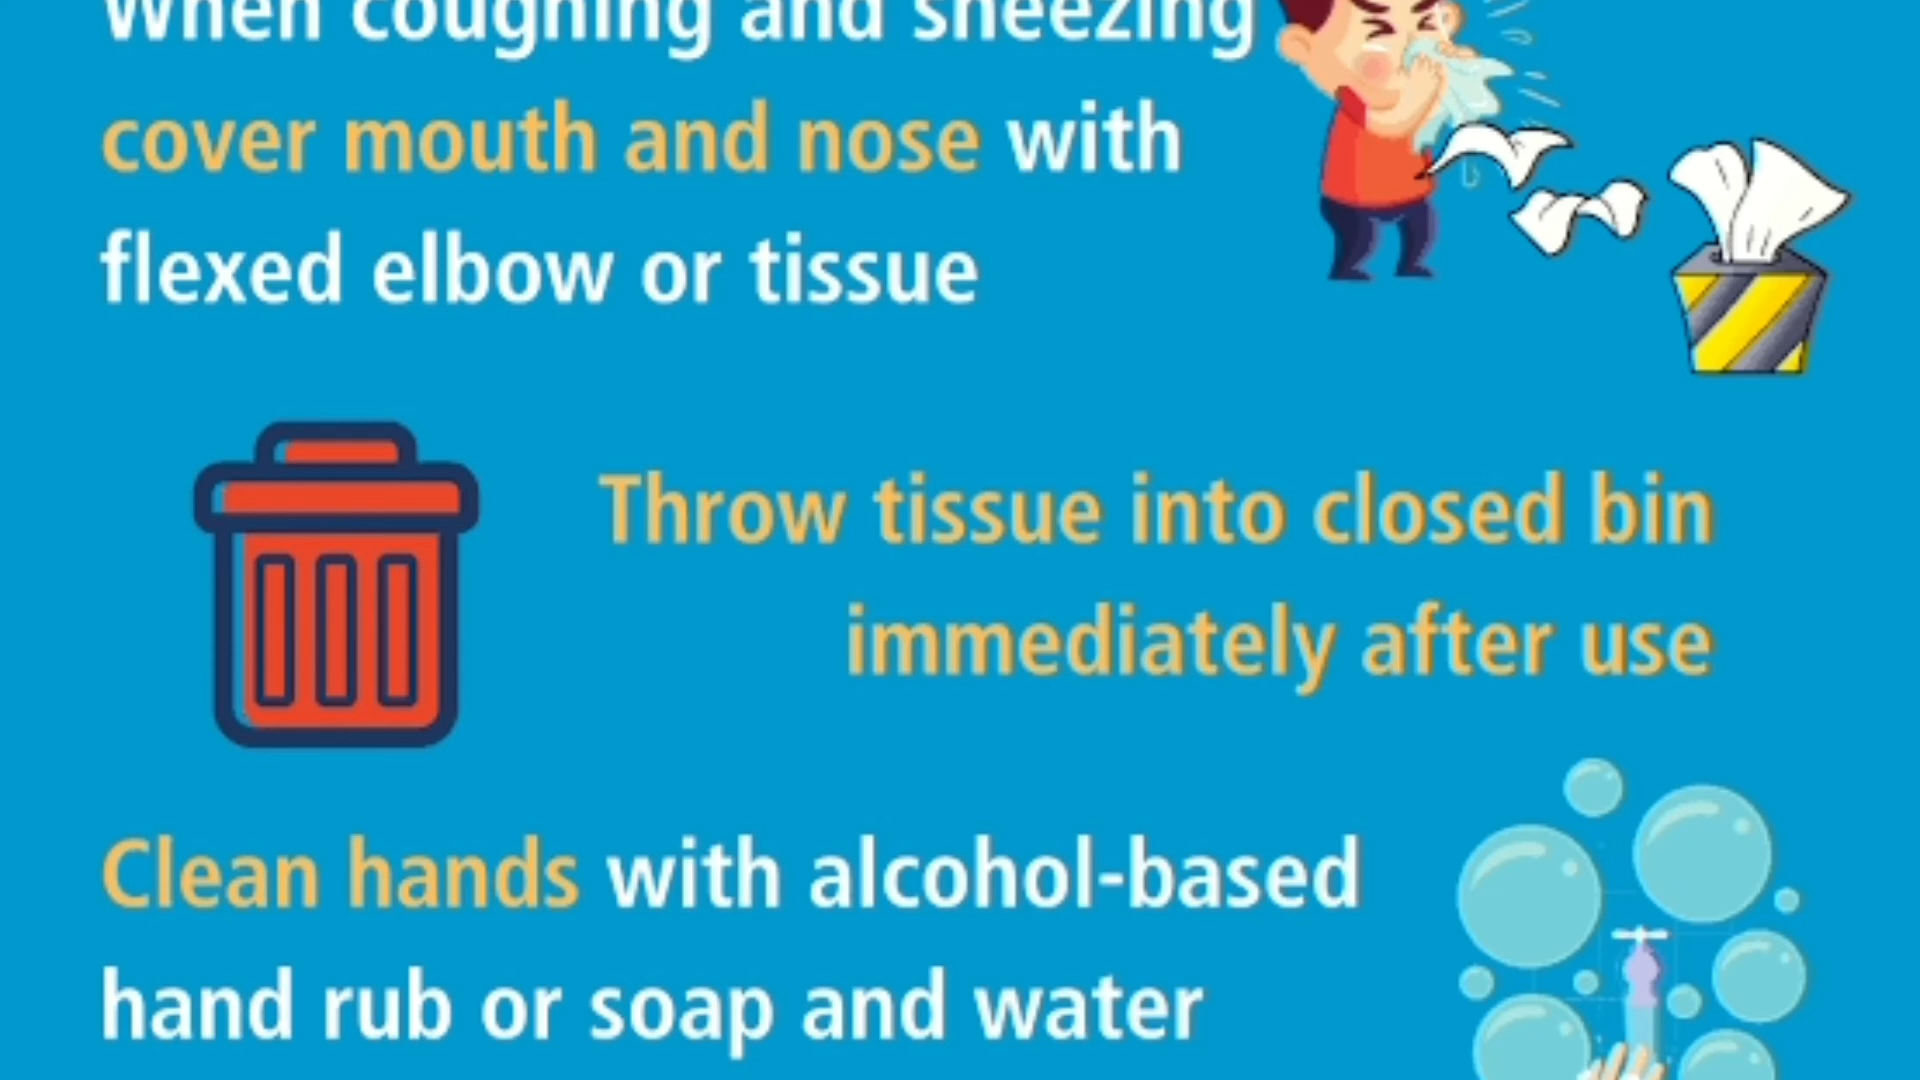 When coughing and sneezing
cover mouth and nose with
flexed elbow or tissue
Throw tissue into closed bin
immediately after use
Clean hands with alcohol-based
hand rub or soap and water